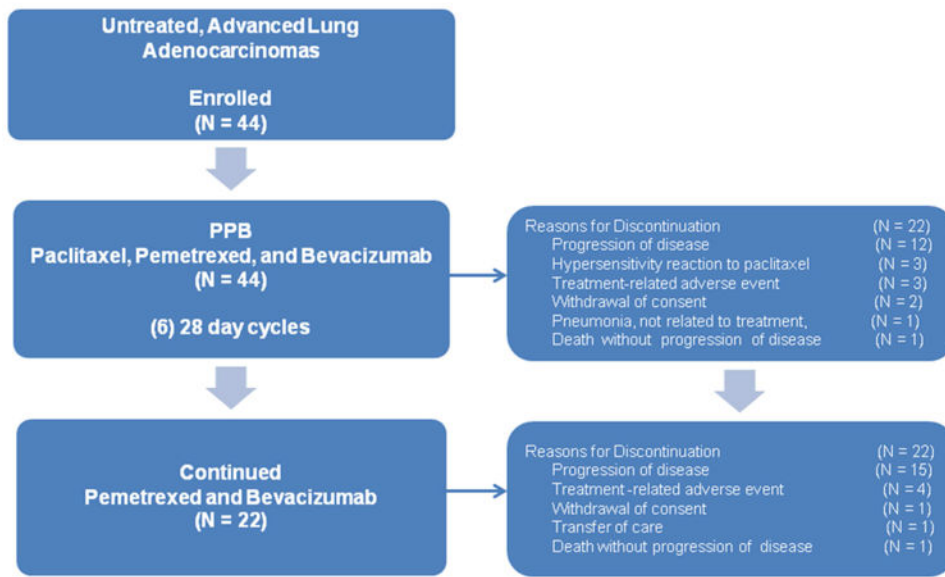 Untreated, Advanced Lung
Adenocarcinomas
Enrolled
(N = 44)
PPB
Paclitaxel, Pemetrexed, and Bevacizumab
(N = 44)
(6) 28 day cycles
Reasons for Discontinuation (N = 22)
Progression of disease (N = 12)
Hypersensitivity reaction to paclitaxel (N = 3)
Treatment-related adverse event (N = 3)
Withdrawal of consent (N = 2)
Pneumonia, not related to treatment, (N = 1)
Death without progression of disease (N = 1)
Continued
Pemetrexed and Bevacizumab
(N = 22)
Reasons for Discontinuation (N = 22)
Progression of disease (N = 15)
Treatment-related adverse event (N = 4)
Withdrawal of consent (N = 1)
Transfer of care (N = 1)
Death without progression of disease (N = 1)